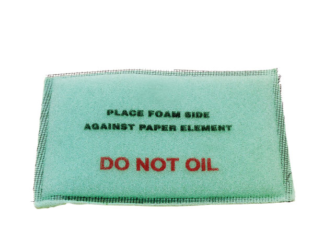 PLACE FOAM SIDE
AGAINST PAPER ELEMENT
DO NOT OIL